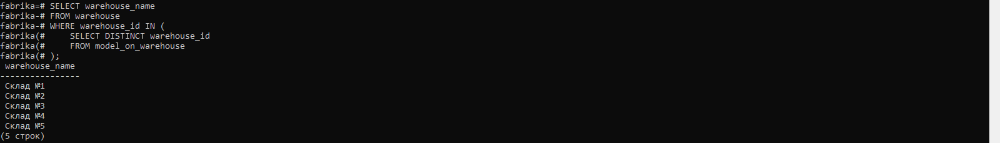 fabrika=# SELECT warehouse_name
fabrika-# FROM warehouse
fabrika-# WHERE warehouse_id IN (
fabrika(#     SELECT DISTINCT warehouse_id
fabrika(#     FROM model_on_warehouse
fabrika(# );
 warehouse_name
----------------
 Склад №1
 Склад №2
 Склад №3
 Склад №4
 Склад №5
(5 строк)